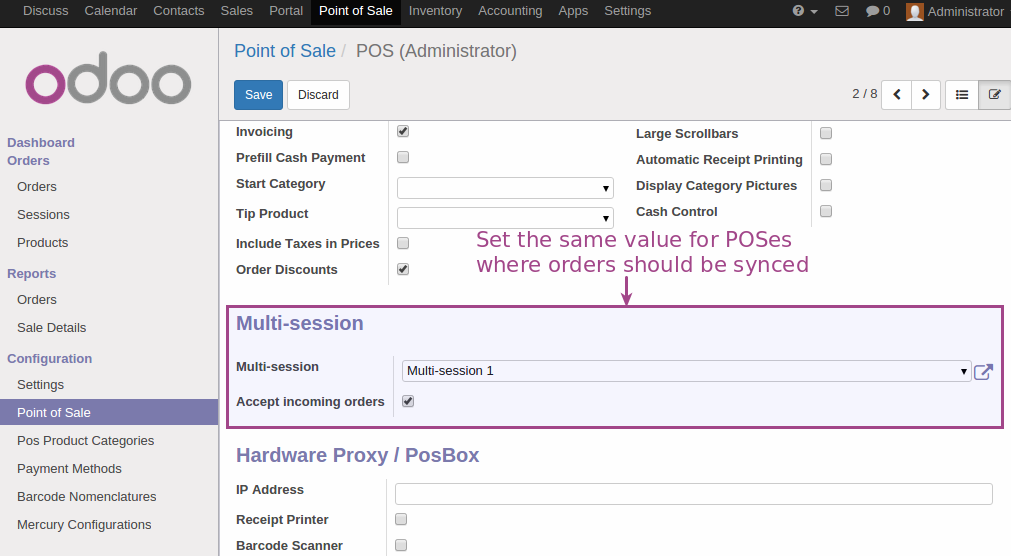 Discuss Calendar Contacts Sales Portal Point of Sale Inventory Accounting Apps Settings 0 Administrator
odoo
Point of Sale / POS (Administrator)
Save Discard 2 / 8
Dashboard
Orders
Orders
Sessions
Products
Reports
Orders
Sale Details
Configuration
Settings
Point of Sale
Pos Product Categories
Payment Methods
Barcode Nomenclatures
Mercury Configurations
Invoicing
Prefill Cash Payment
Start Category
Tip Product
Include Taxes in Prices
Order Discounts
Large Scrollbars
Automatic Receipt Printing
Display Category Pictures
Cash Control
Set the same value for POSes
where orders should be synced
Multi-session
Multi-session Multi-session 1
Accept incoming orders
Hardware Proxy / PosBox
IP Address
Receipt Printer
Barcode Scanner